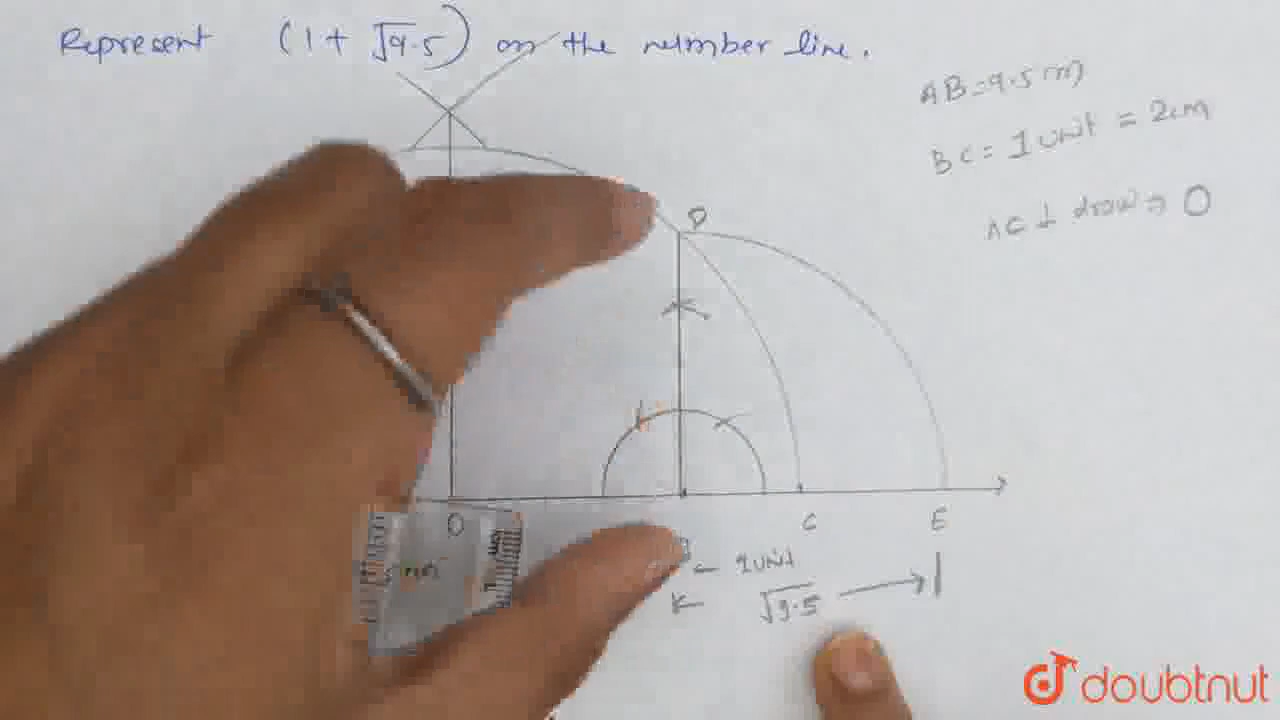 Represent (1 + √9.5) on the number line.
AB = 9.5 cm
BC = 1 unit = 2cm
AC ⊥ draw ⇒ O
D
O
C
E
1 unit
√9.5
doubtnut